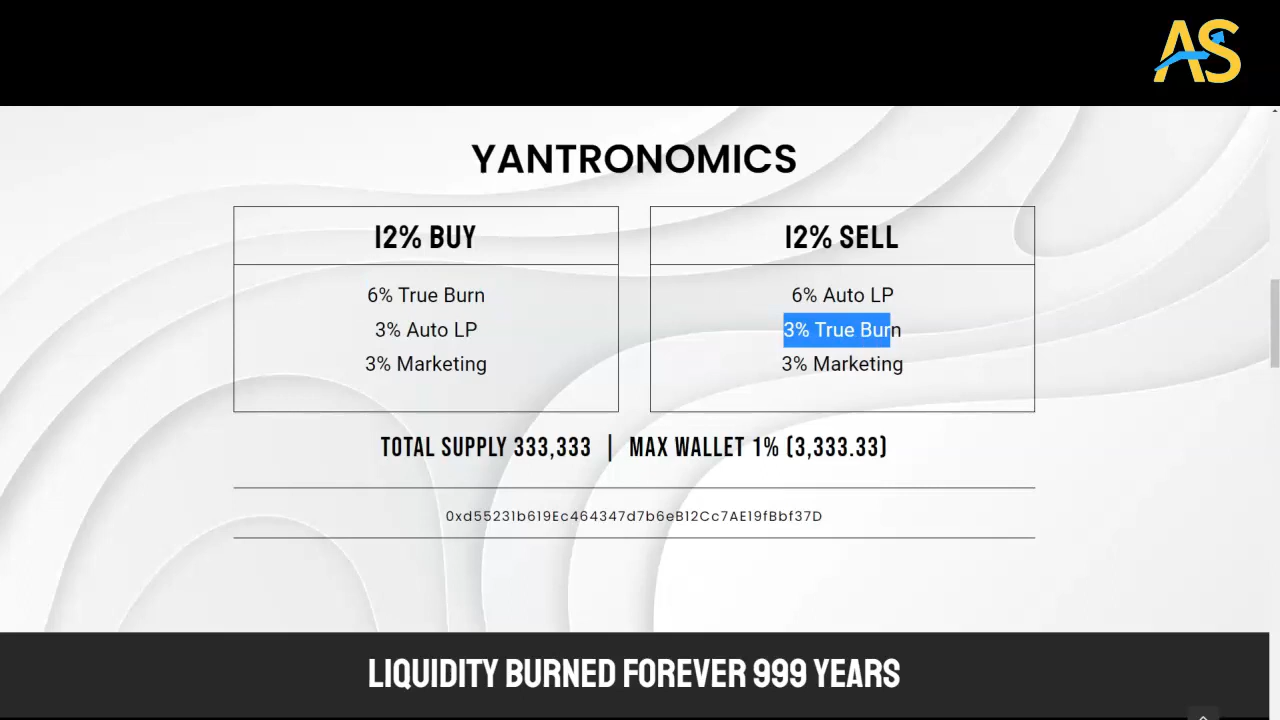 AS
YANTRONOMICS
12% BUY
6% True Burn
3% Auto LP
3% Marketing
12% SELL
6% Auto LP
3% True Burn
3% Marketing
TOTAL SUPPLY 333,333 | MAX WALLET 1% (3,333.33)
0xd55231b619Ec464347d7b6eB12Cc7AE19fBbf37D
LIQUIDITY BURNED FOREVER 999 YEARS